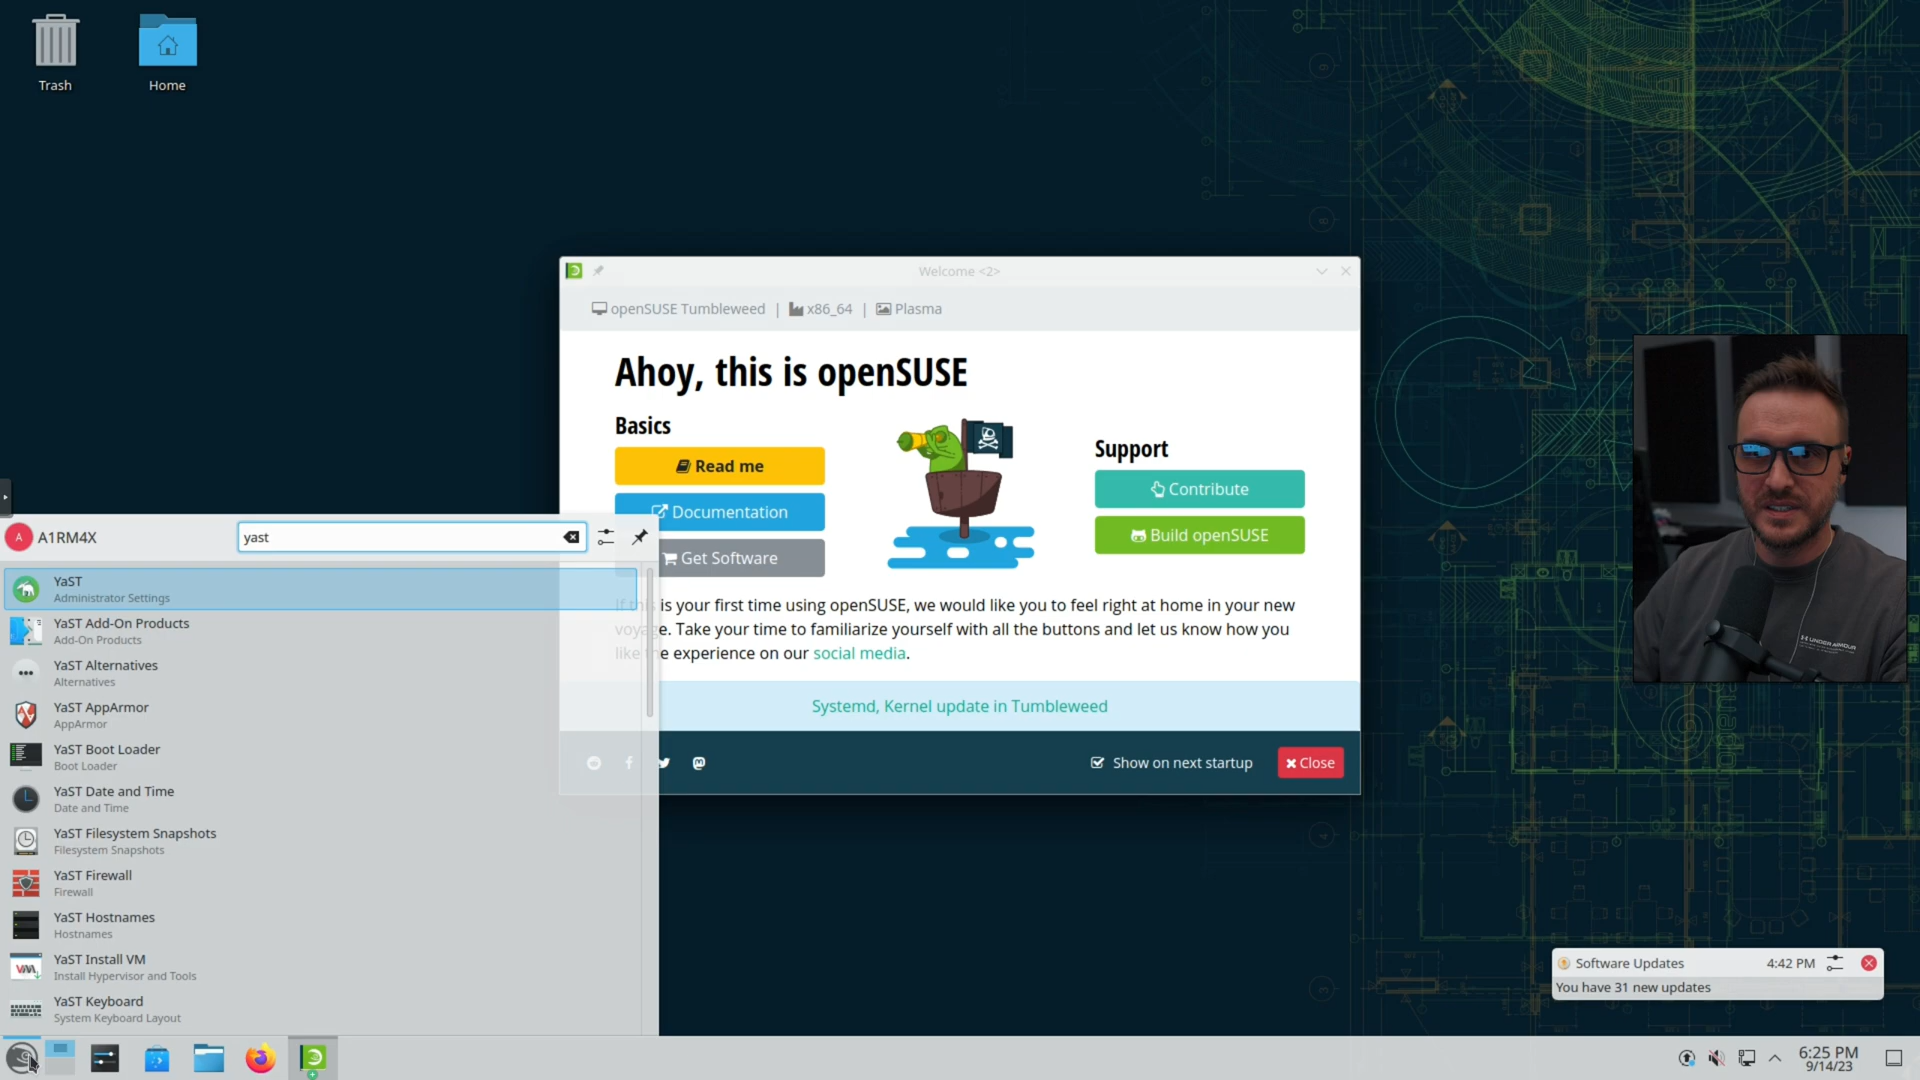 Trash
Home
Welcome <2>
openSUSE Tumbleweed | x86_64 | Plasma
Ahoy, this is openSUSE
Basics
Read me
Documentation
Get Software
Support
Contribute
Build openSUSE
If this is your first time using openSUSE, we would like you to feel right at home in your new
voyage. Take your time to familiarize yourself with all the buttons and let us know how you
like the experience on our social media.
Systemd, Kernel update in Tumbleweed
Show on next startup
Close
A
A1RM4X
yast
YaST
Administrator Settings
YaST Add-On Products
Add-On Products
YaST Alternatives
Alternatives
YaST AppArmor
AppArmor
YaST Boot Loader
Boot Loader
YaST Date and Time
Date and Time
YaST Filesystem Snapshots
Filesystem Snapshots
YaST Firewall
Firewall
YaST Hostnames
Hostnames
YaST Install VM
Install Hypervisor and Tools
YaST Keyboard
System Keyboard Layout
UNDER ARMOUR
Software Updates
4:42 PM
You have 31 new updates
6:25 PM
9/14/23